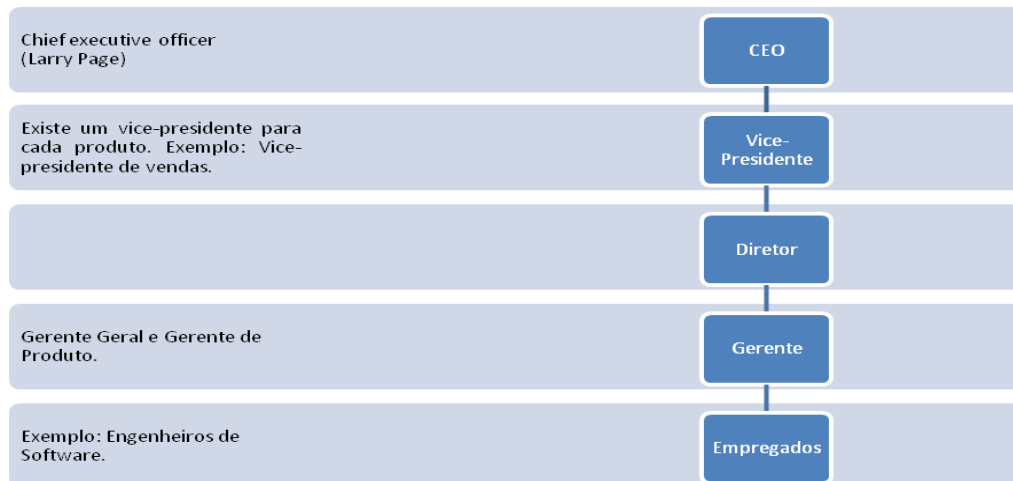 Chief executive officer
(Larry Page)
CEO
Existe um vice-presidente para
cada produto. Exemplo: Vice-
presidente de vendas.
Vice-
Presidente
Diretor
Gerente Geral e Gerente de
Produto.
Gerente
Exemplo: Engenheiros de
Software.
Empregados